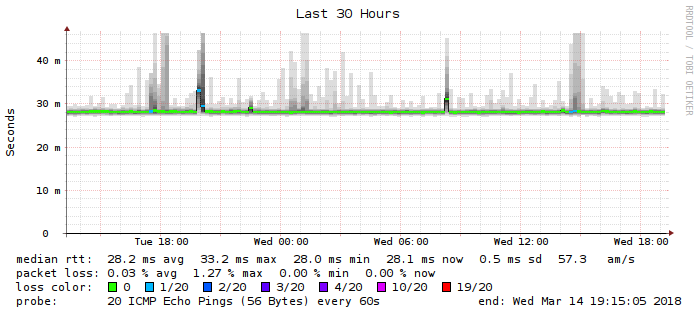 Last 30 Hours
RRDTOOL / TOBI OETIKER
Seconds
40 m
30 m
20 m
10 m
0
Tue 18:00 Wed 00:00 Wed 06:00 Wed 12:00 Wed 18:00
median rtt: 28.2 ms avg 33.2 ms max 28.0 ms min 28.1 ms now 0.5 ms sd 57.3 am/s
packet loss: 0.03 % avg 1.27 % max 0.00 % min 0.00 % now
loss color: 0 1/20 2/20 3/20 4/20 10/20 19/20
probe: 20 ICMP Echo Pings (56 Bytes) every 60s end: Wed Mar 14 19:15:05 2018